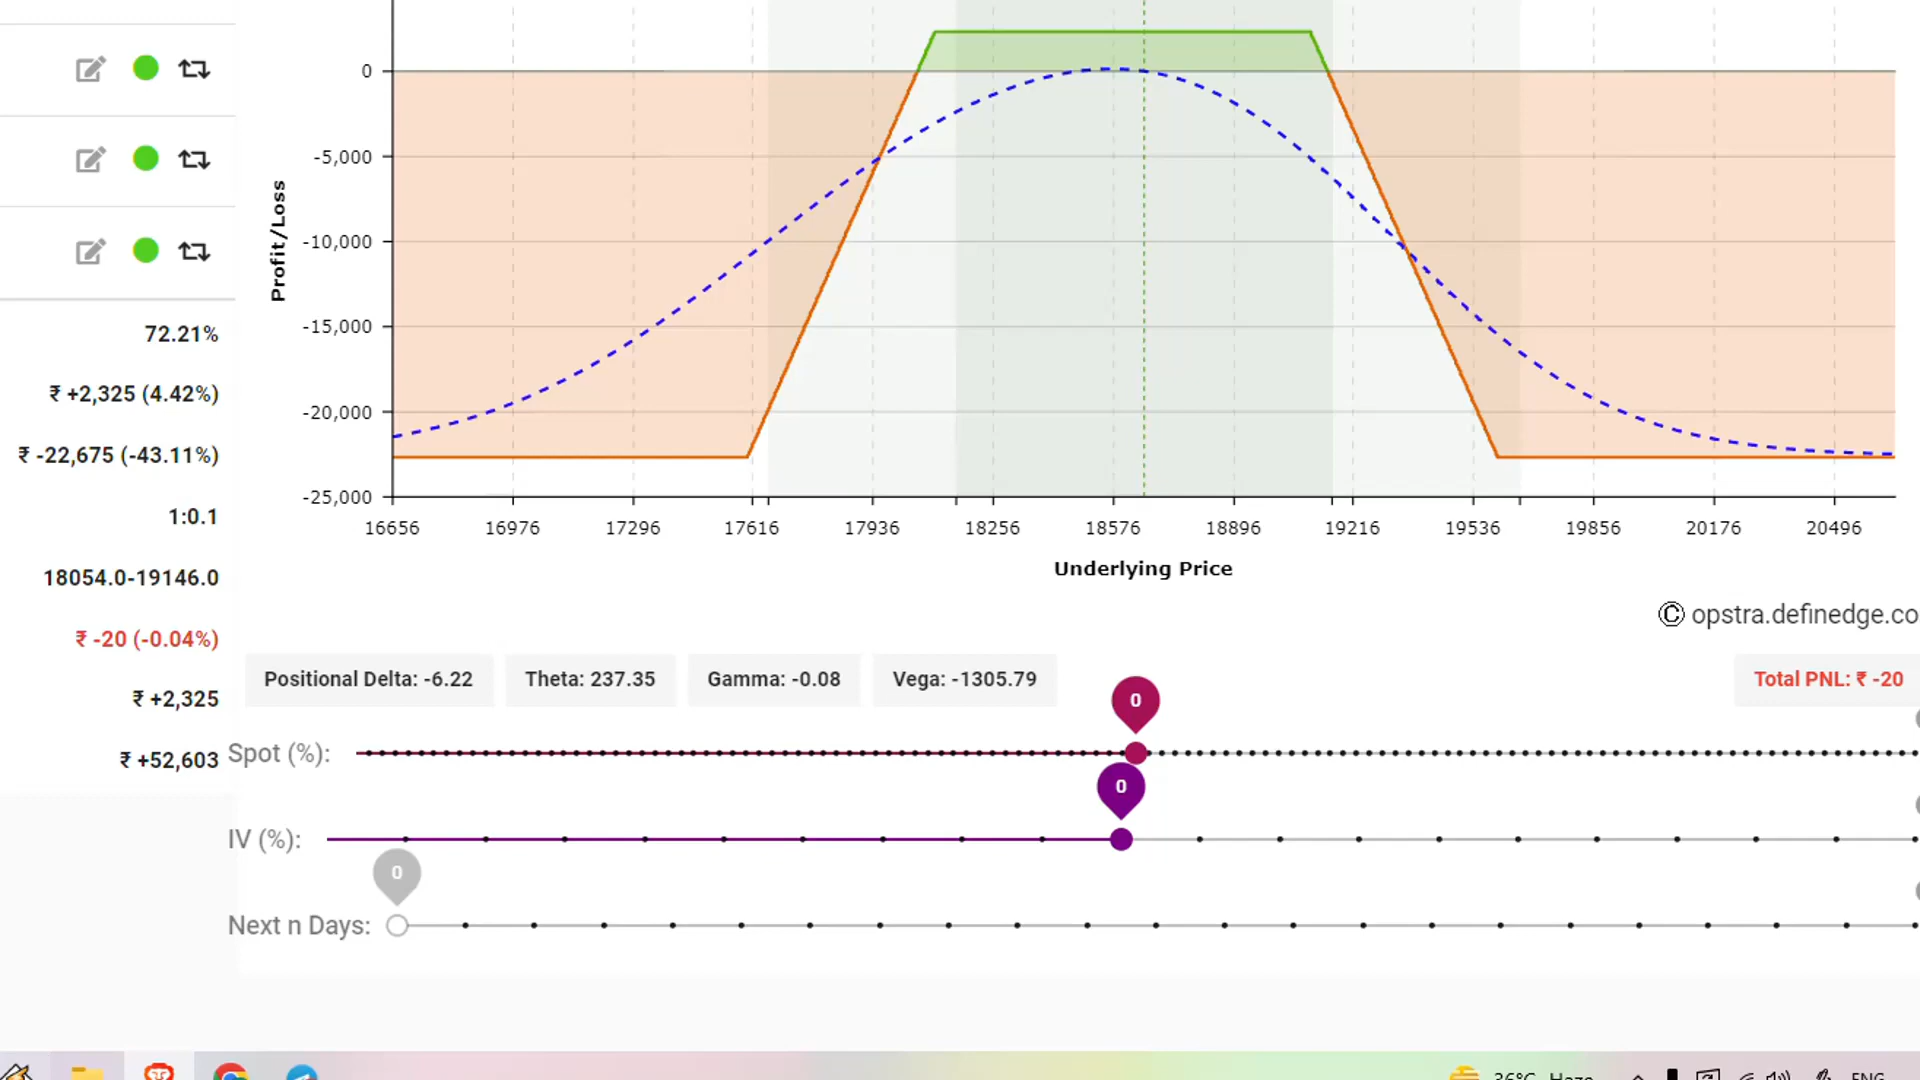 72.21%
₹ +2,325 (4.42%)
₹ -22,675 (-43.11%)
1:0.1
18054.0-19146.0
₹ -20 (-0.04%)
₹ +2,325
₹ +52,603
Profit/Loss
0
-5,000
-10,000
-15,000
-20,000
-25,000
16656 16976 17296 17616 17936 18256 18576 18896 19216 19536 19856 20176 20496
Underlying Price
© opstra.definedge.co
Positional Delta: -6.22 Theta: 237.35 Gamma: -0.08 Vega: -1305.79 Total PNL: ₹ -20
0
Spot (%):
0
IV (%):
0
Next n Days:
36°C Haze ENG